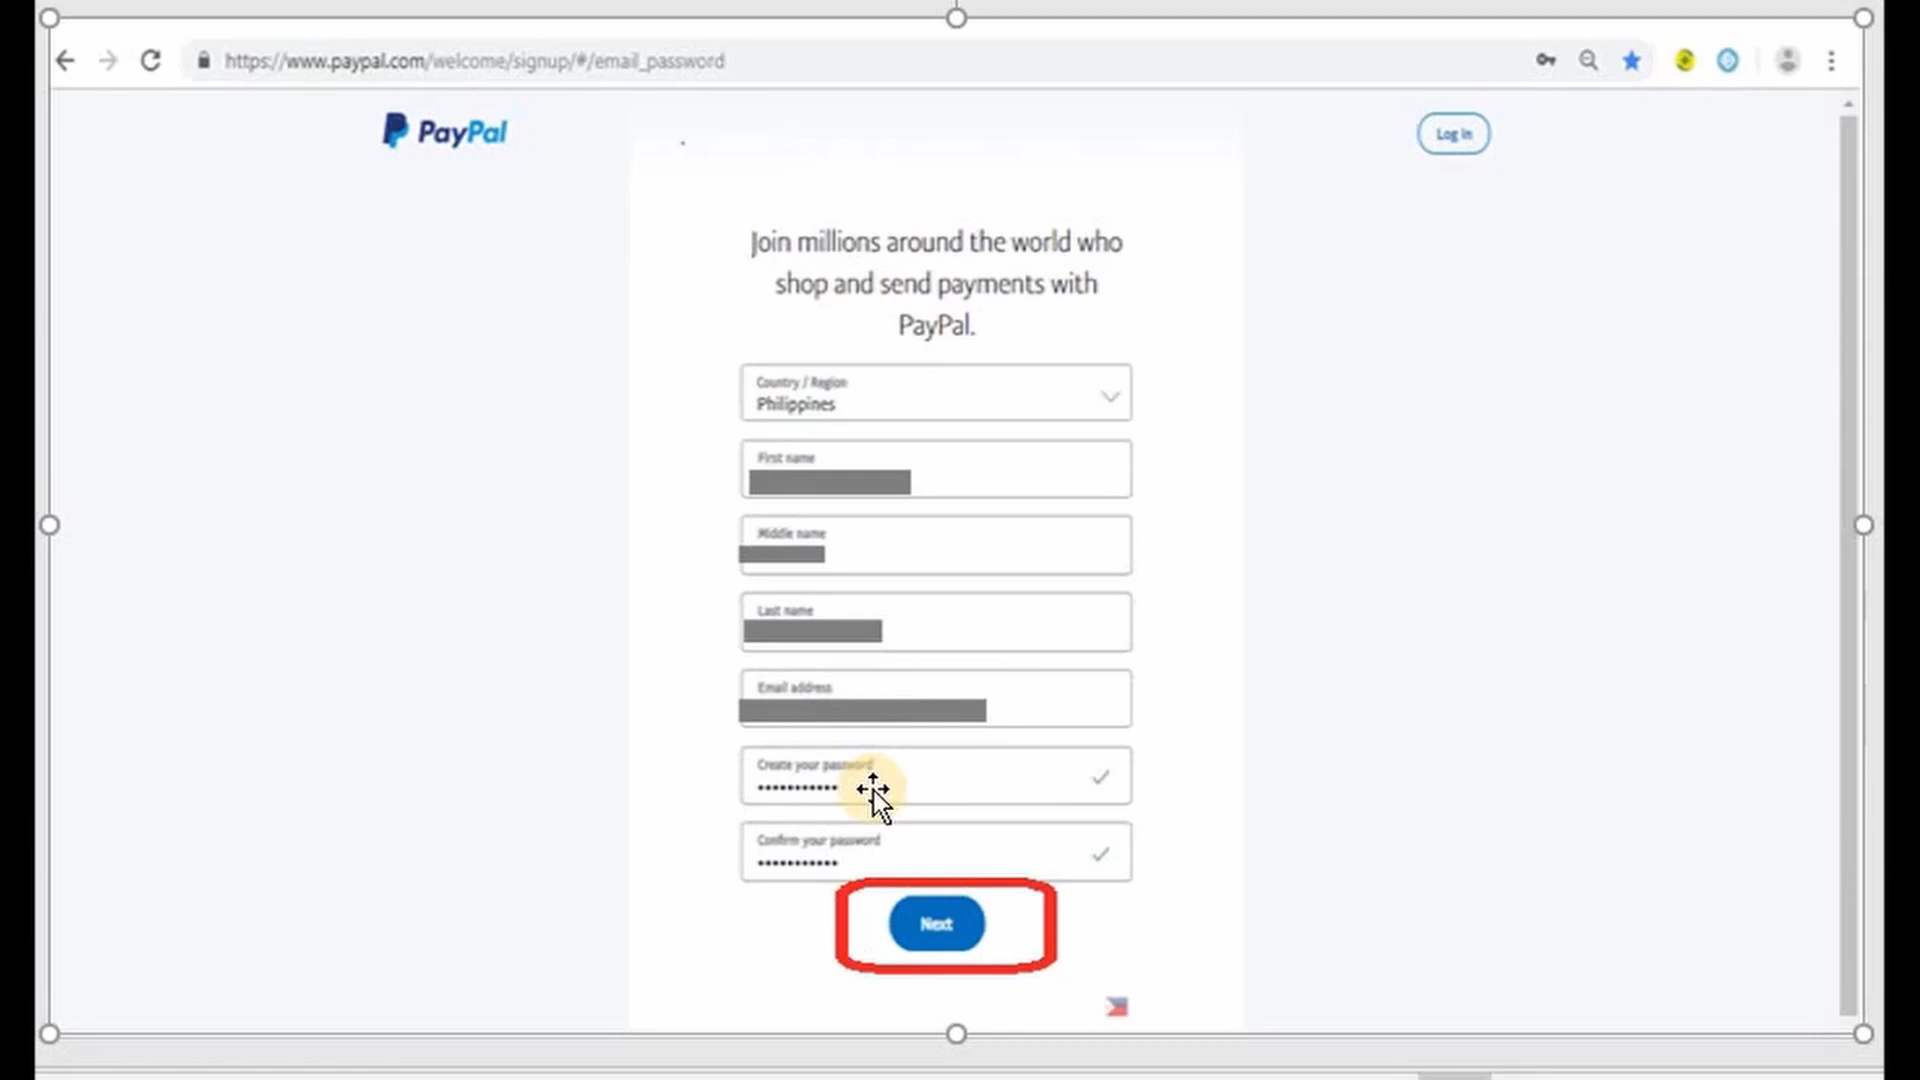 https://www.paypal.com/welcome/signup/#/email_password
PayPal
Log in
Join millions around the world who
shop and send payments with
PayPal.
Country / Region
Philippines
First name
Middle name
Last name
Email address
Create your password
•••••••••••
Confirm your password
•••••••••••
Next